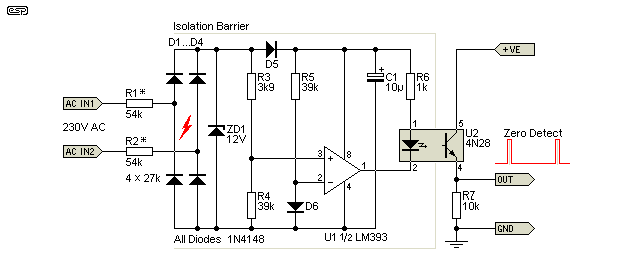 esp
Isolation Barrier
D1...D4
D5
R3
3k9
R5
39k
C1
10µ
+
R6
1k
+VE
AC IN1
R1*
54k
230V AC
AC IN2
R2*
54k
4 × 27k
ZD1
12V
3
+
2
-
8
4
1
1
2
5
4
U2
4N28
Zero Detect
OUT
R4
39k
D6
R7
10k
GND
All Diodes 1N4148
U1 1/2 LM393